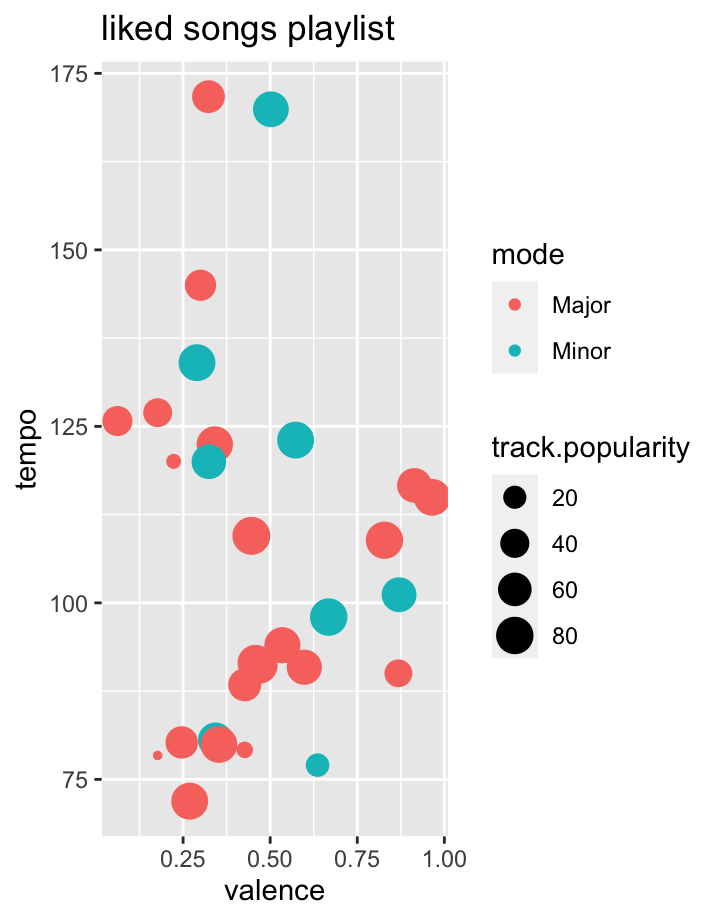 liked songs playlist
175
150
125
100
75
tempo
0.25 0.50 0.75 1.00
valence
mode
Major
Minor
track.popularity
20
40
60
80